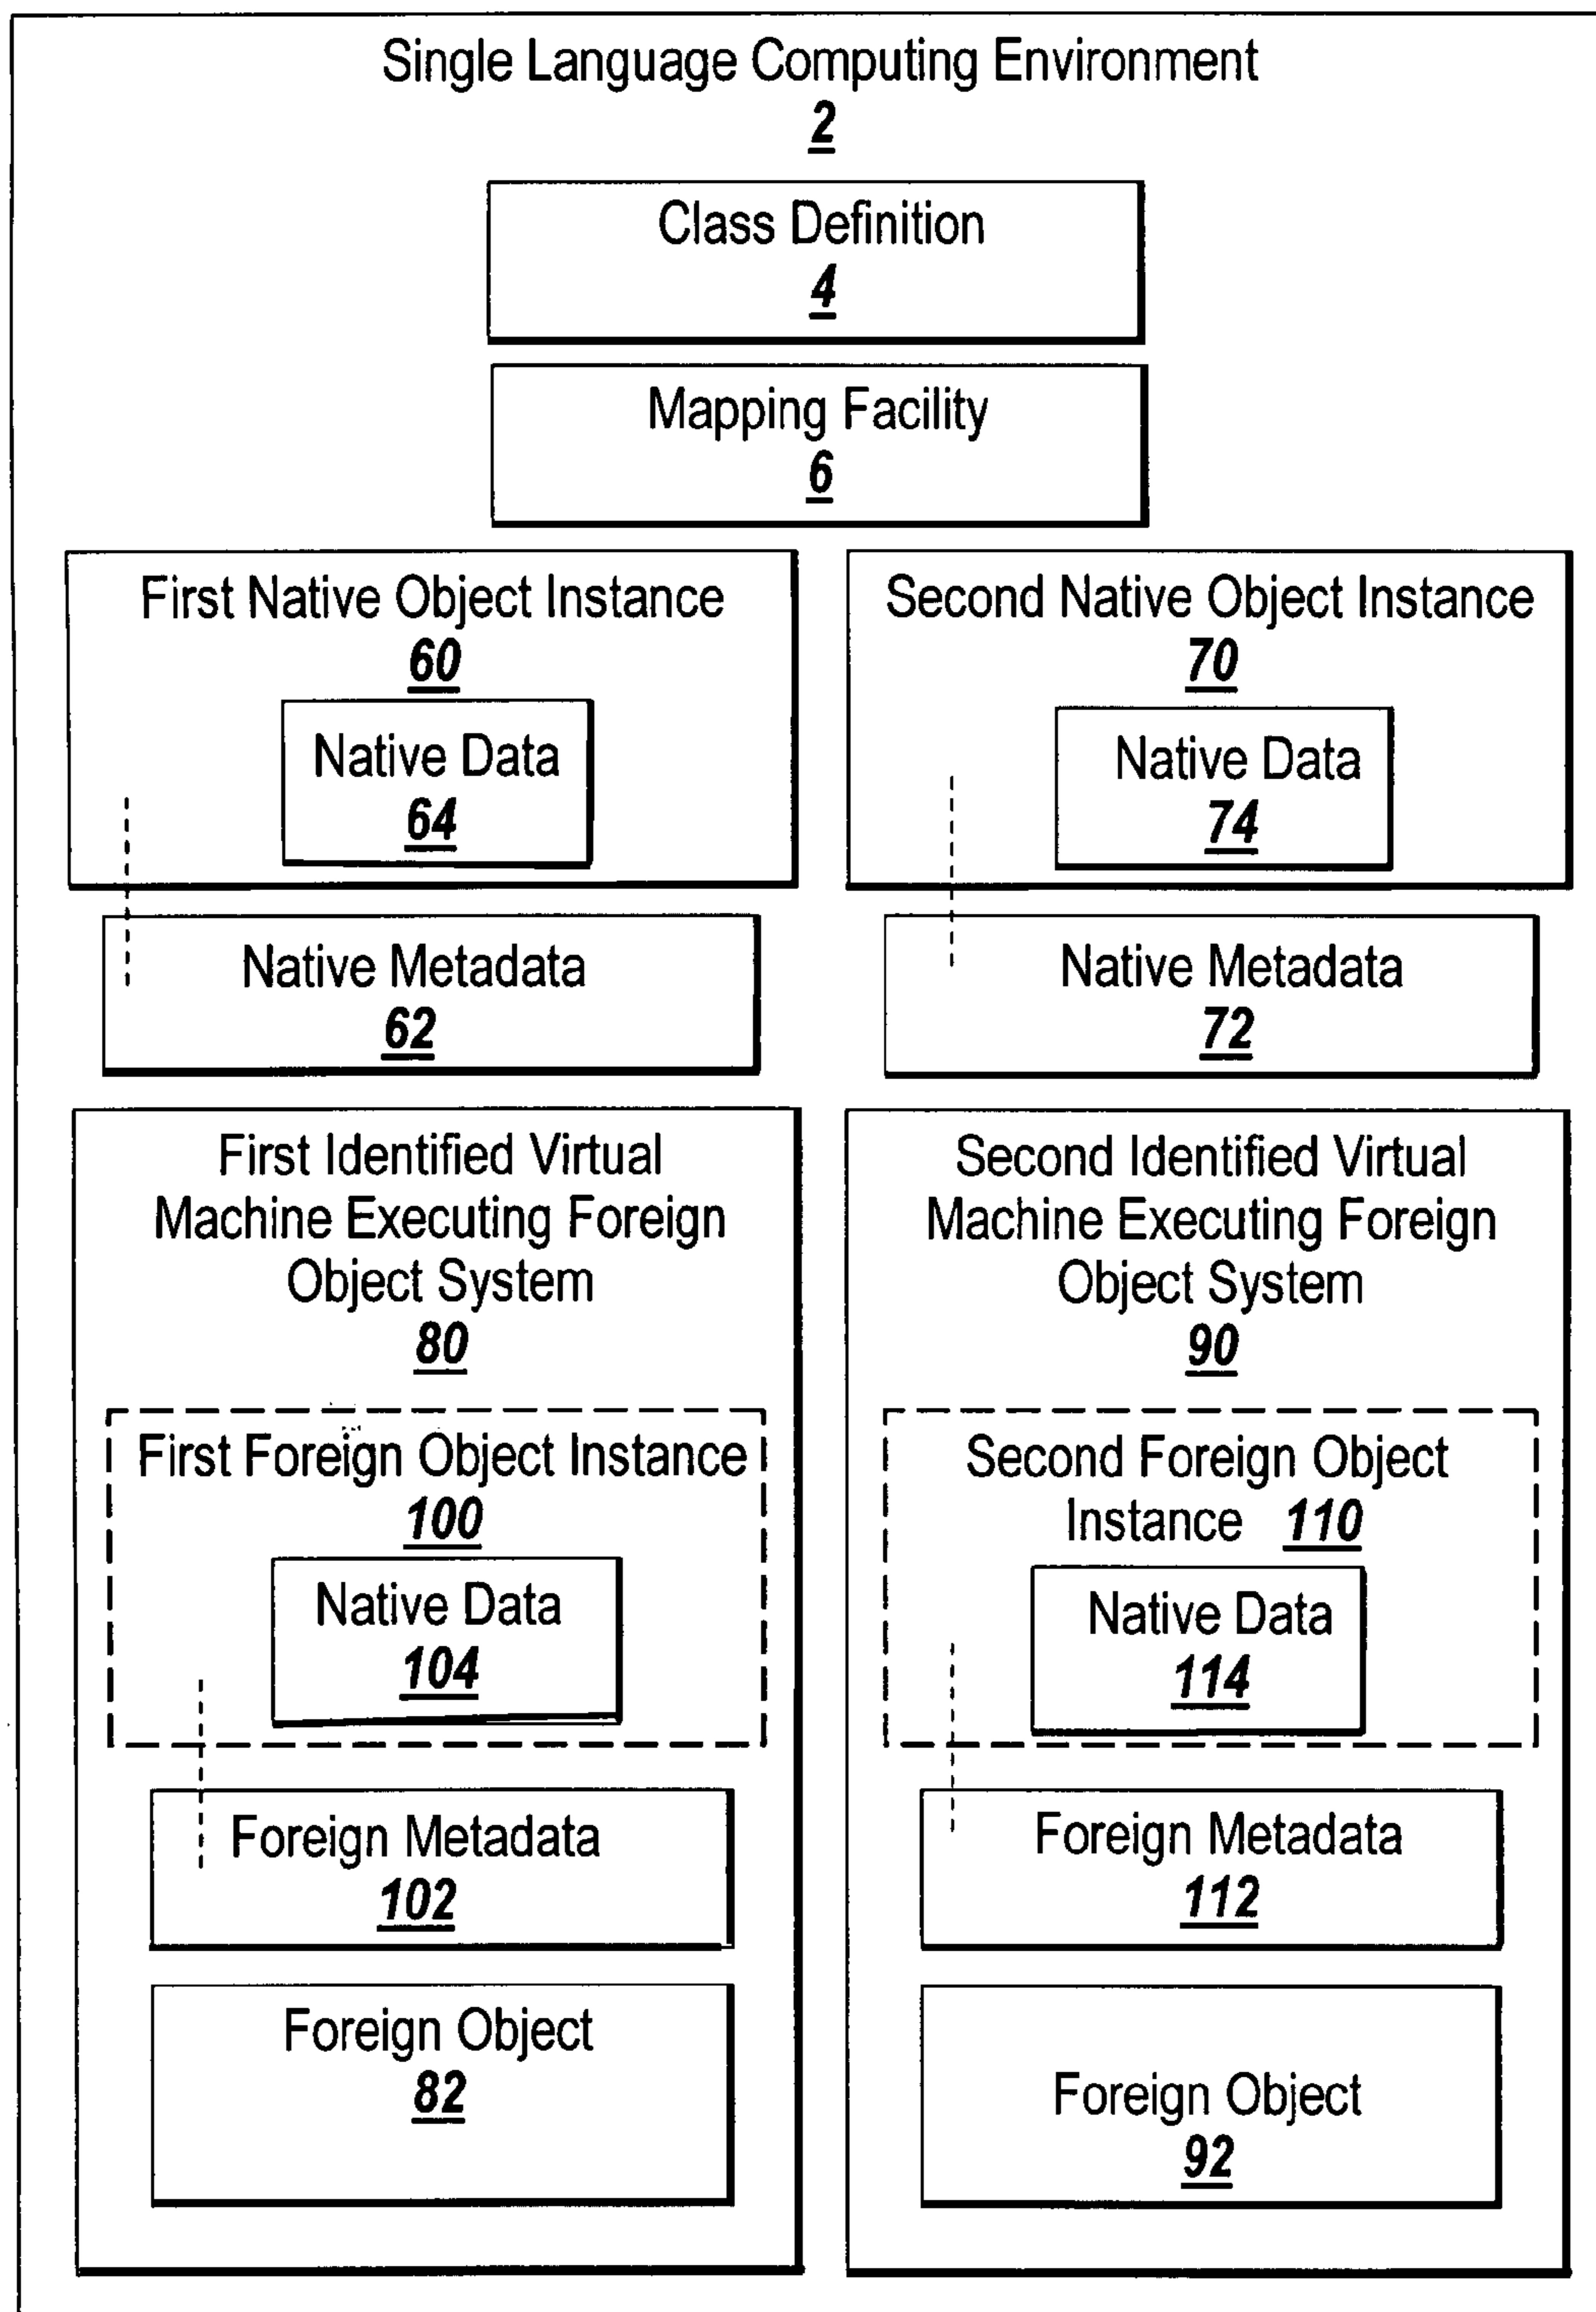 Single Language Computing Environment
2
Class Definition
4
Mapping Facility
6
First Native Object Instance
60
Native Data
64
Native Metadata
62
Second Native Object Instance
70
Native Data
74
Native Metadata
72
First Identified Virtual
Machine Executing Foreign
Object System
80
First Foreign Object Instance
100
Native Data
104
Foreign Metadata
102
Foreign Object
82
Second Identified Virtual
Machine Executing Foreign
Object System
90
Second Foreign Object
Instance 110
Native Data
114
Foreign Metadata
112
Foreign Object
92